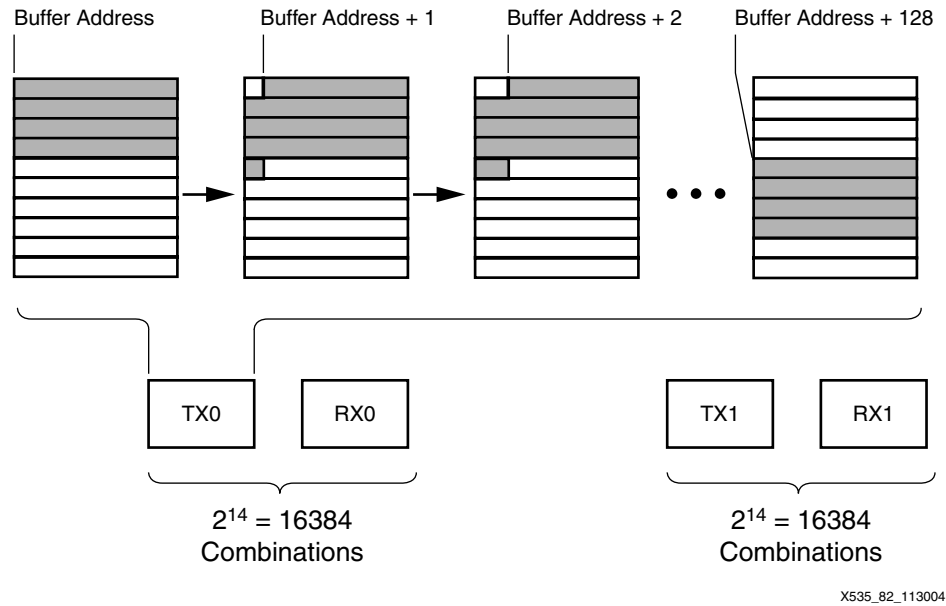 Buffer Address
Buffer Address + 1
Buffer Address + 2
Buffer Address + 128
TX0
RX0
TX1
RX1
2¹⁴ = 16384
Combinations
2¹⁴ = 16384
Combinations
X535_82_113004